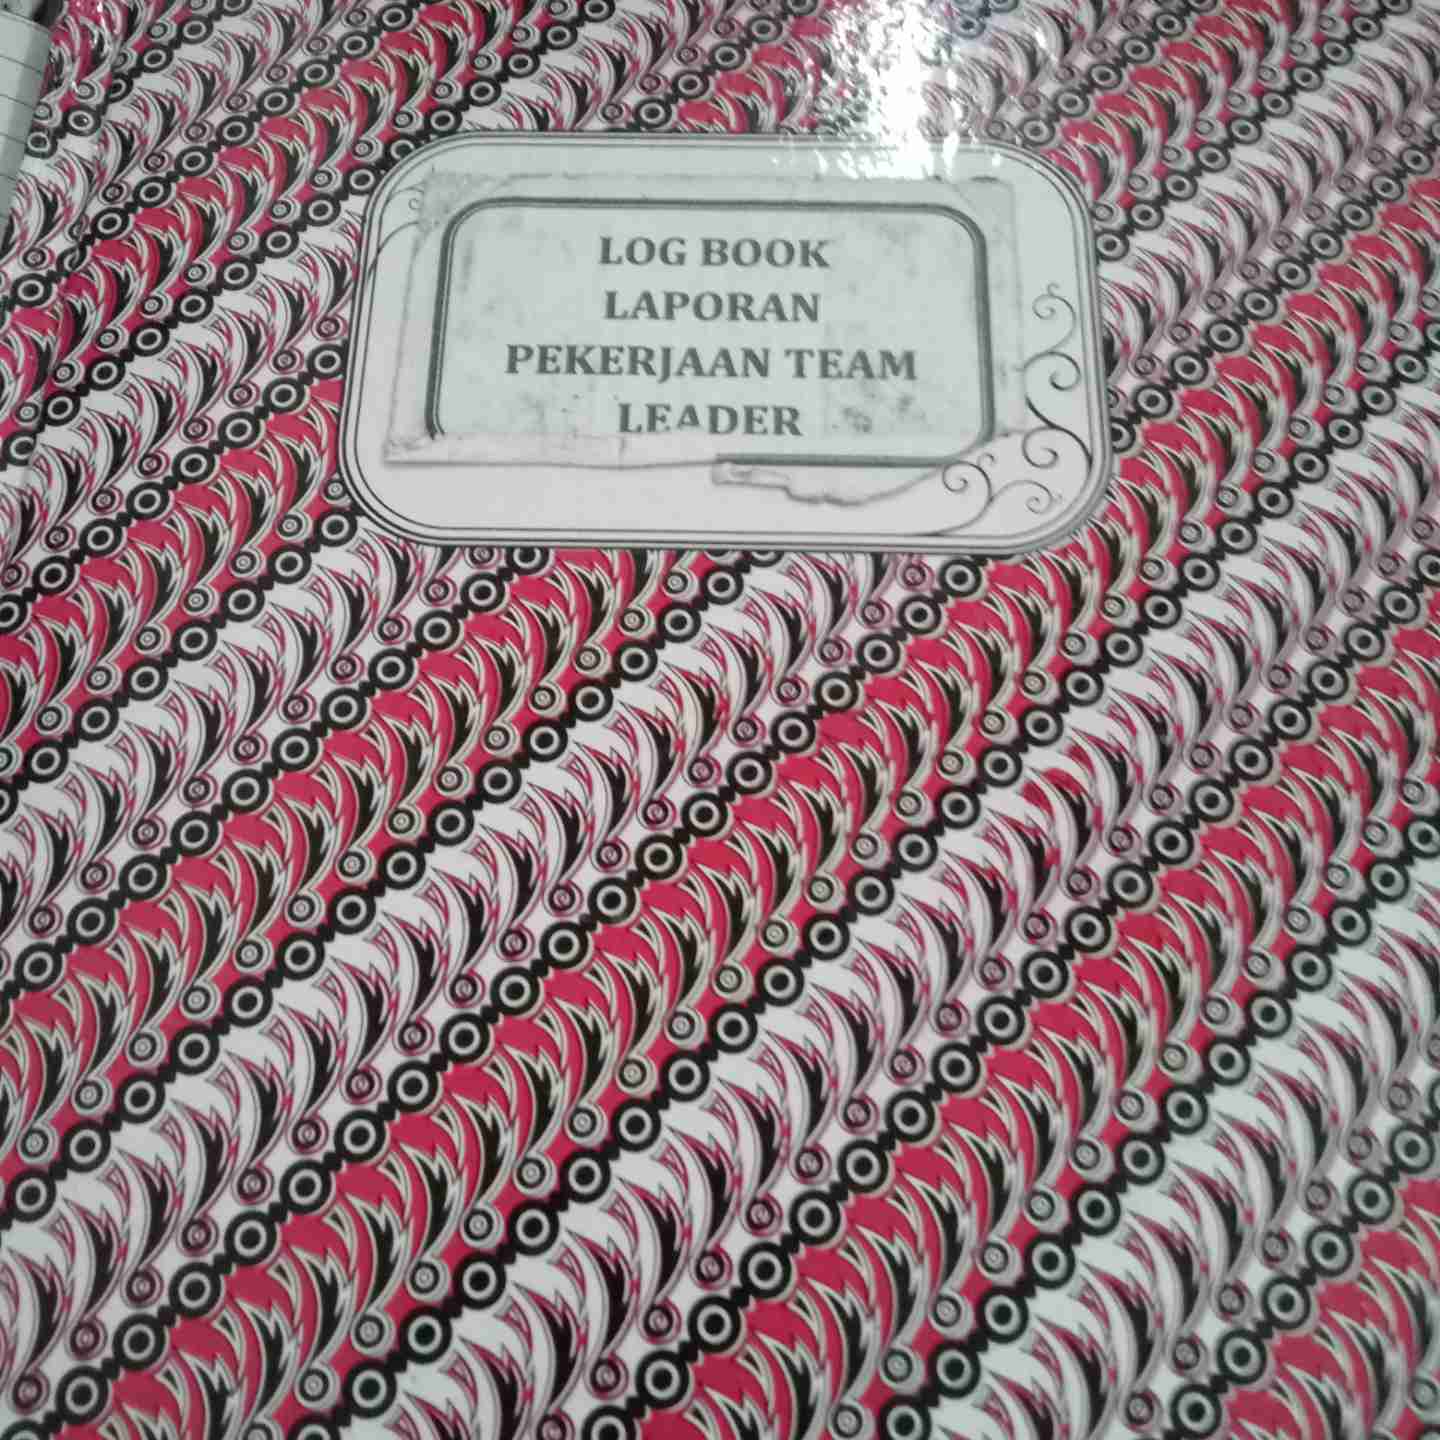 LOG BOOK
LAPORAN
PEKERJAAN TEAM
LEADER